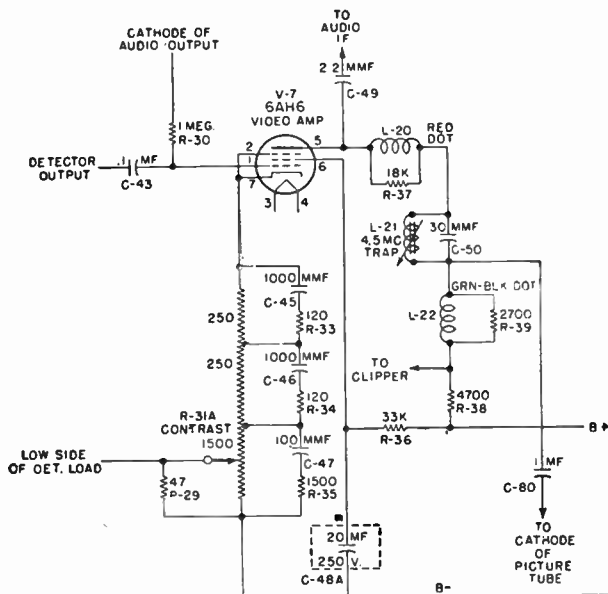 CATHODE OF
AUDIO OUTPUT
TO
AUDIO
IF
2 2 MMF
C-49
V-7
6AH6
VIDEO AMP
1 MEG.
R-30
DETECTOR
OUTPUT
.1 MF
C-43
2
1
7
5
6
3 4
L-20
RED
DOT
18K
R-37
L-21
4.5MC
TRAP
30 MMF
C-50
GRN-BLK DOT
L-22
2700
R-39
TO
CLIPPER
4700
R-38
33K
R-36
B+
250
250
1000 MMF
C-45
120
R-33
1000 MMF
C-46
120
R-34
R-31A
CONTRAST
1500
100 MMF
C-47
1500
R-35
LOW SIDE
OF DET. LOAD
47
R-29
20 MF
250 V.
C-48A
B-
.1 MF
C-80
TO
CATHODE
OF
PICTURE
TUBE